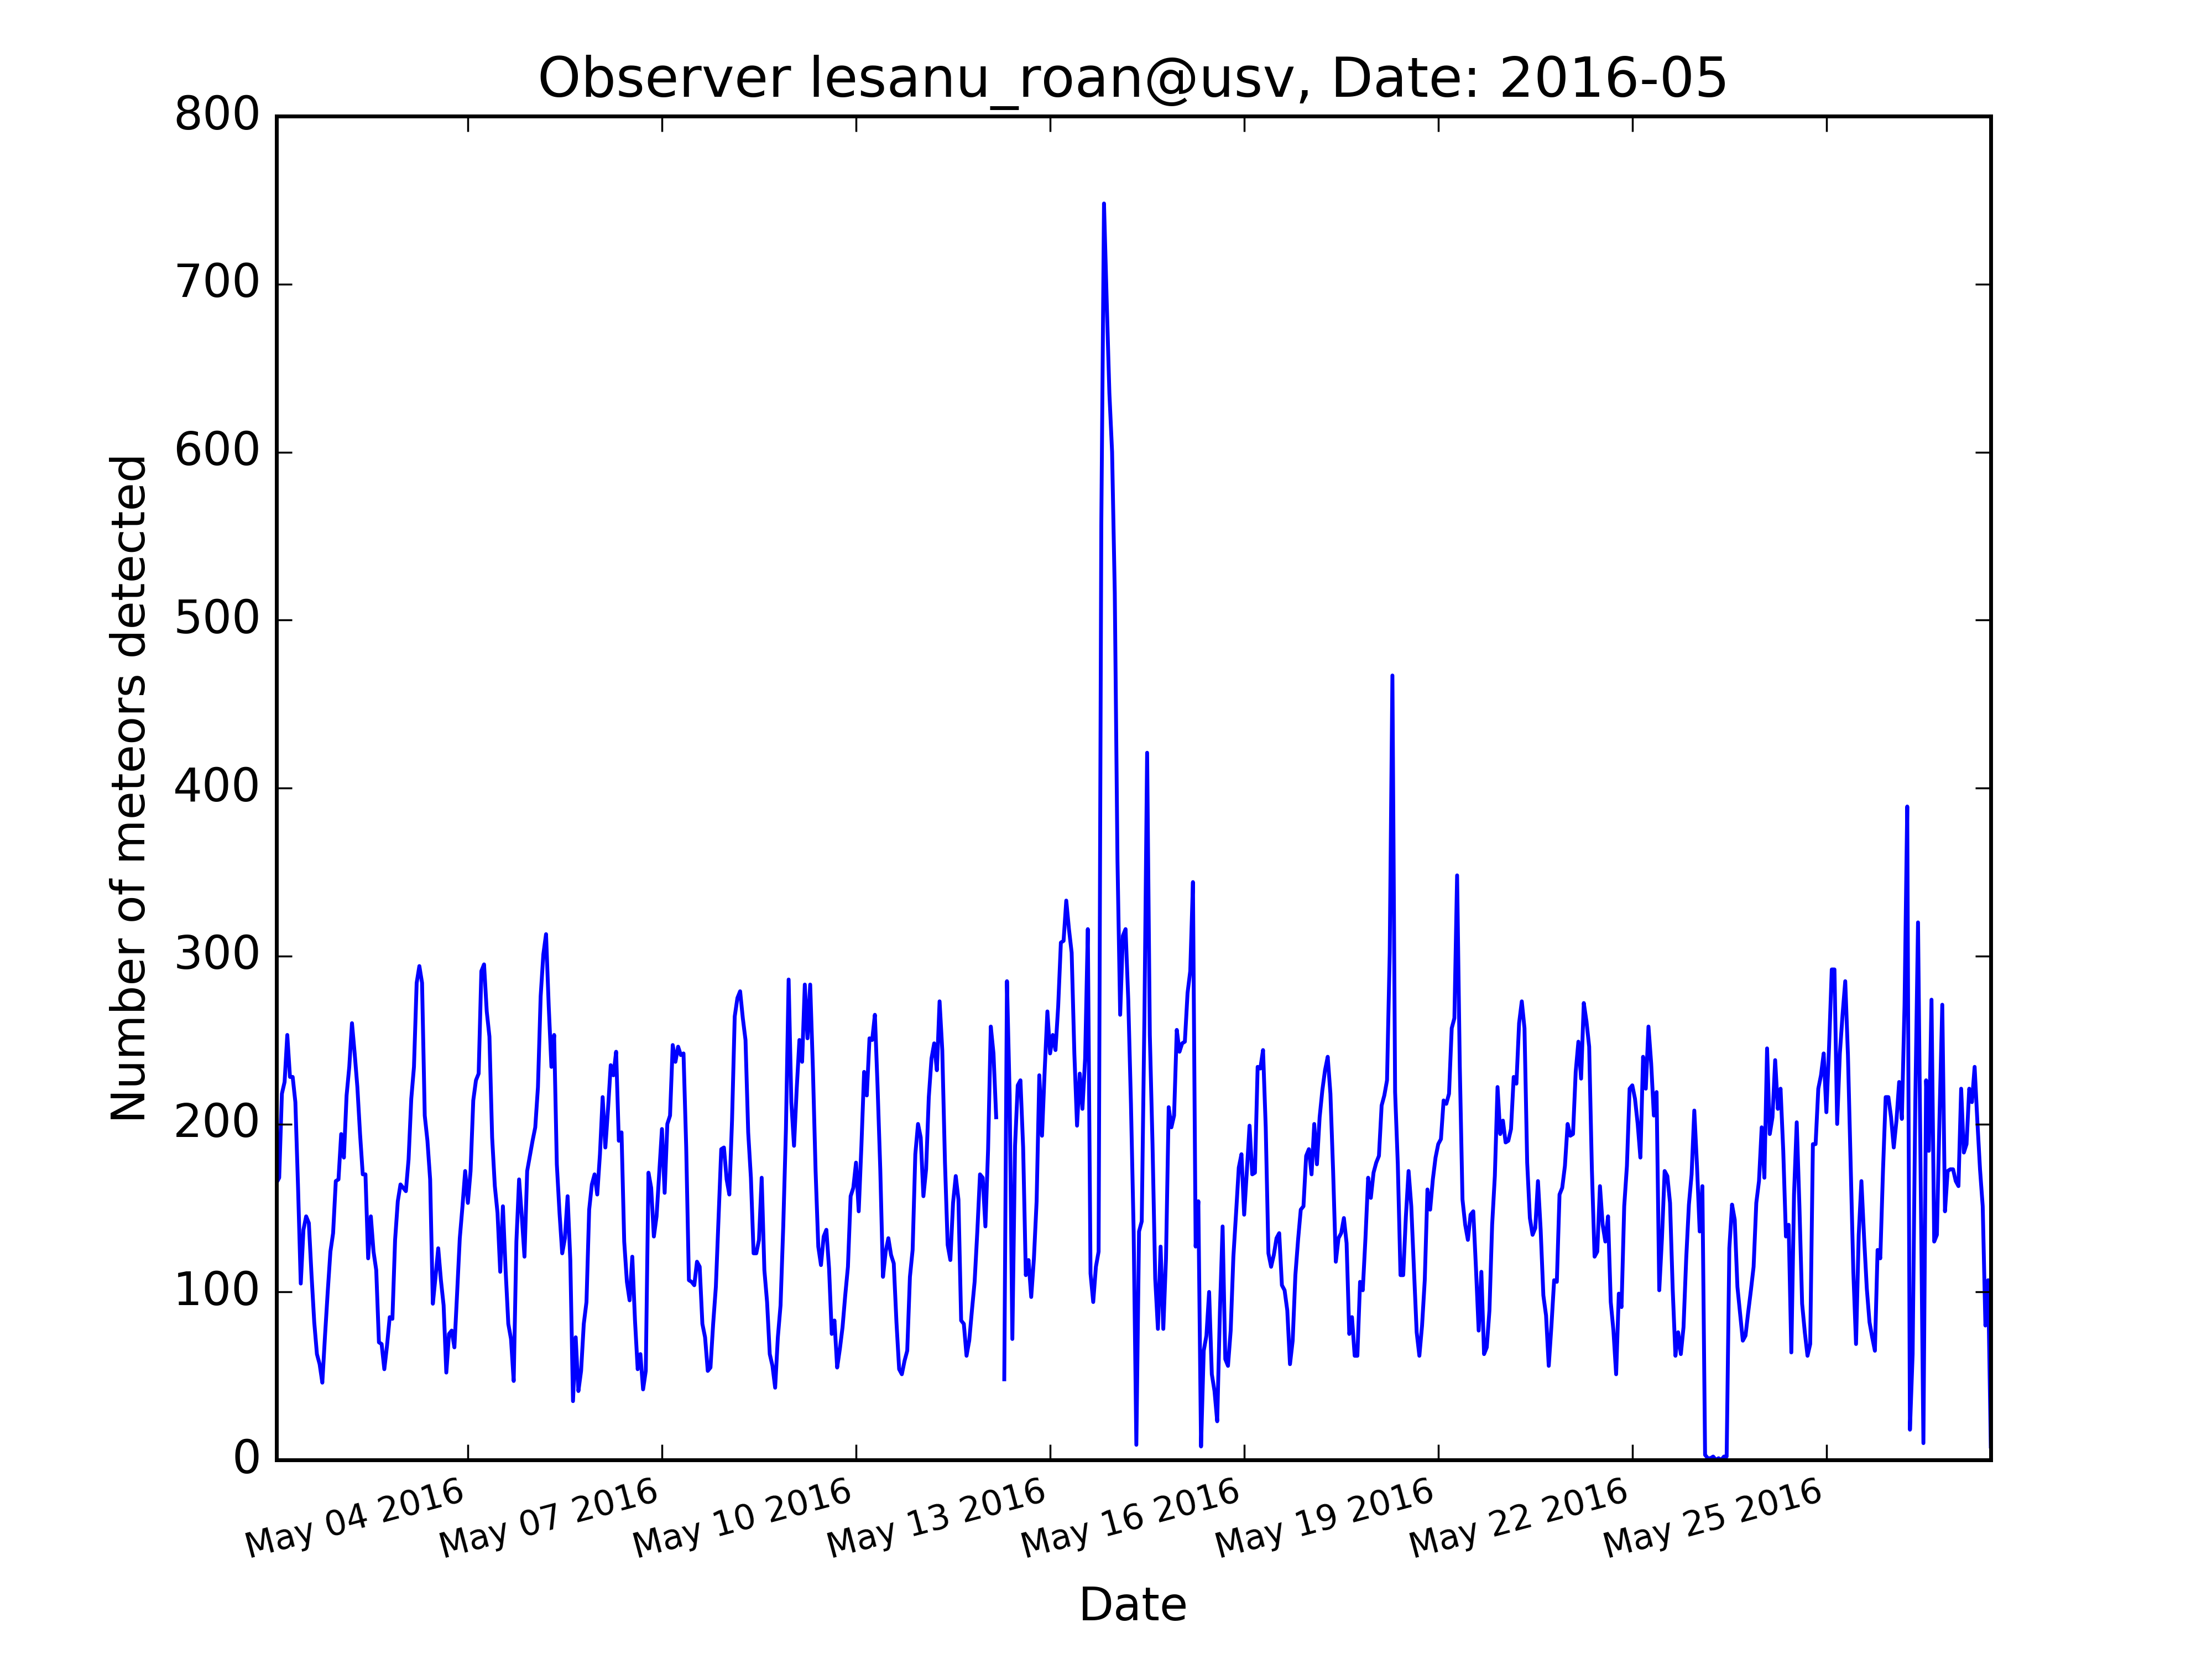 Observer lesanu_roan@usv, Date: 2016-05
Number of meteors detected
800
700
600
500
400
300
200
100
0
May 04 2016
May 07 2016
May 10 2016
May 13 2016
May 16 2016
May 19 2016
May 22 2016
May 25 2016
Date